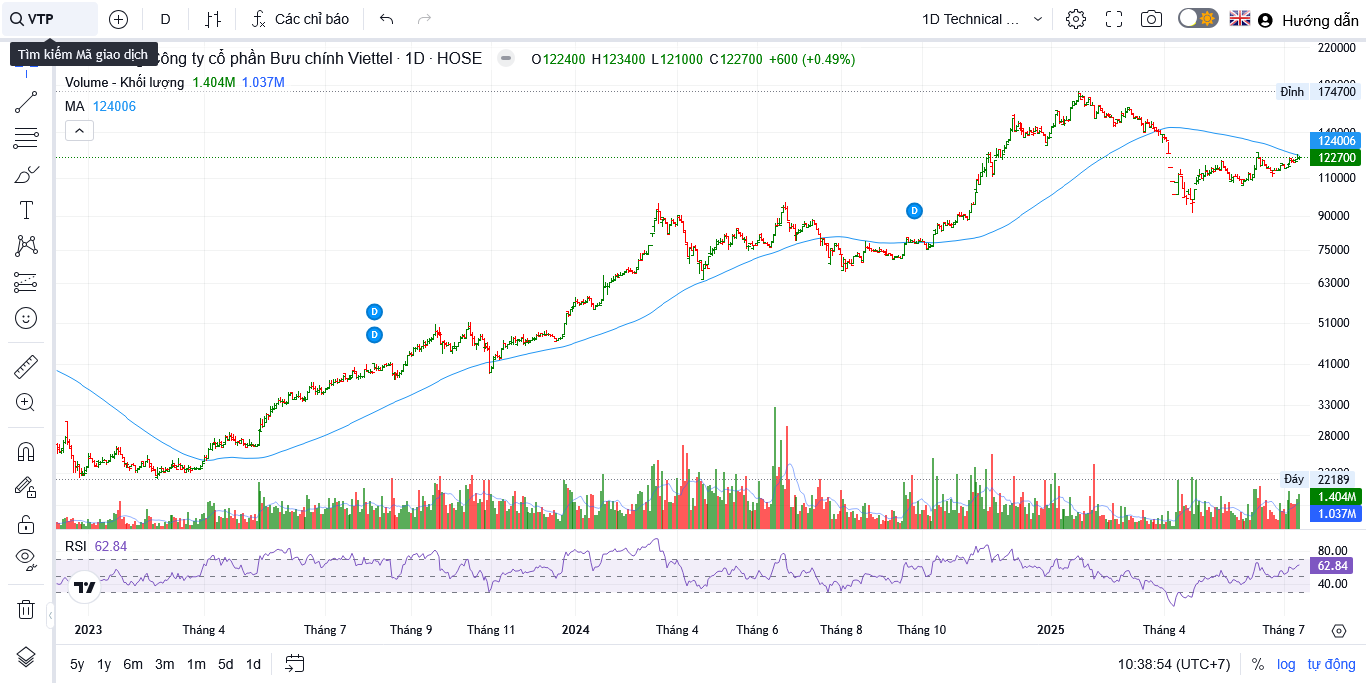 VTP
D
Các chỉ báo
1D Technical ...
Hướng dẫn
Tìm kiếm Mã giao dịch
Công ty cổ phần Bưu chính Viettel · 1D · HOSE
O122400 H123400 L121000 C122700 +600 (+0.49%)
Volume - Khối lượng 1.404M 1.037M
MA 124006
220000
Đỉnh 174700
140000
124006
122700
110000
90000
D
75000
63000
D
51000
D
41000
33000
28000
Đáy 22189
1.404M
1.037M
RSI 62.84
80.00
62.84
40.00
2023 Tháng 4 Tháng 7 Tháng 9 Tháng 11 2024 Tháng 4 Tháng 6 Tháng 8 Tháng 10 2025 Tháng 4 Tháng 7
5y 1y 6m 3m 1m 5d 1d
10:38:54 (UTC+7) % log tự động